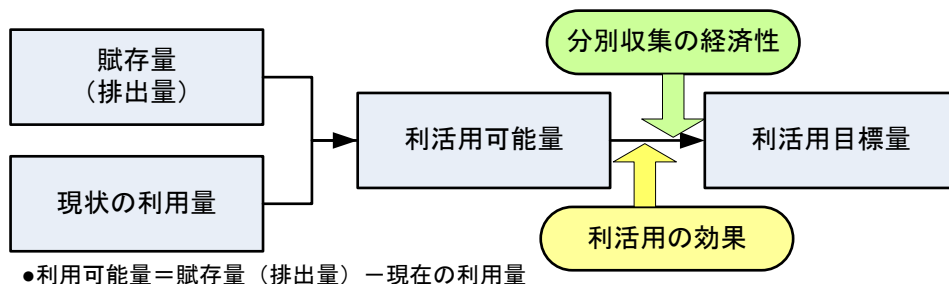 賦存量
（排出量）
現状の利用量
利活用可能量
分別収集の経済性
利活用の効果
利活用目標量
●利用可能量＝賦存量（排出量）－現在の利用量